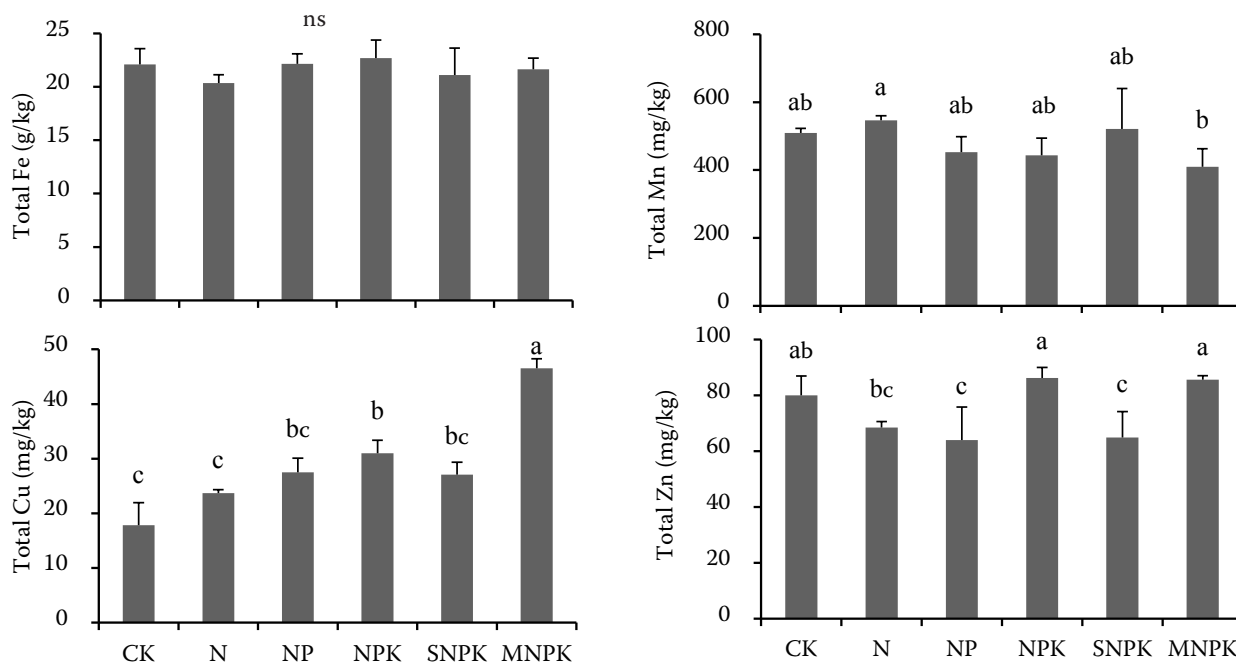 ns
25
20
15
10
5
0
Total Fe (g/kg)
800
600
400
200
0
Total Mn (mg/kg)
ab
a
ab
ab
ab
b
50
40
30
20
10
0
Total Cu (mg/kg)
c
c
bc
b
bc
a
CK N NP NPK SNPK MNPK
100
80
60
40
20
0
Total Zn (mg/kg)
ab
bc
c
a
c
a
CK N NP NPK SNPK MNPK